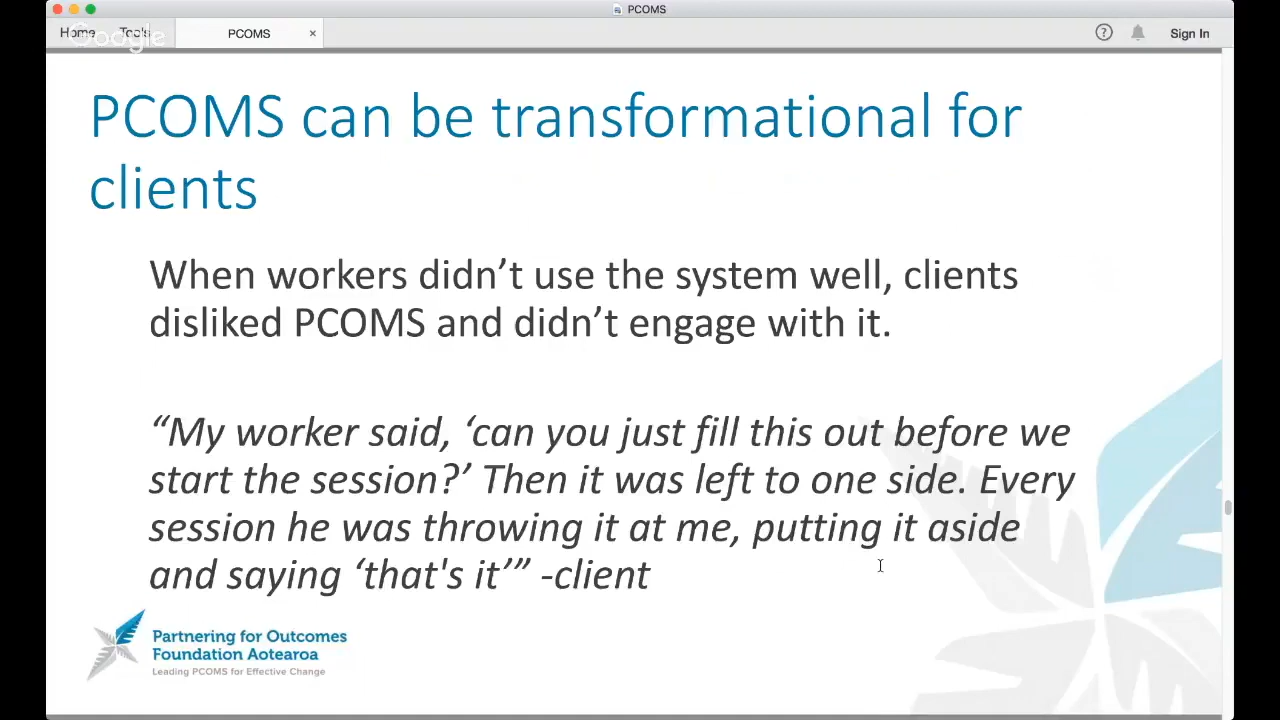 PCOMS
Home Tools PCOMS × ? Sign In
Google
PCOMS can be transformational for
clients
When workers didn’t use the system well, clients
disliked PCOMS and didn’t engage with it.
“My worker said, ‘can you just fill this out before we
start the session?’ Then it was left to one side. Every
session he was throwing it at me, putting it aside
and saying ‘that's it’” -client
Partnering for Outcomes
Foundation Aotearoa
Leading PCOMS for Effective Change